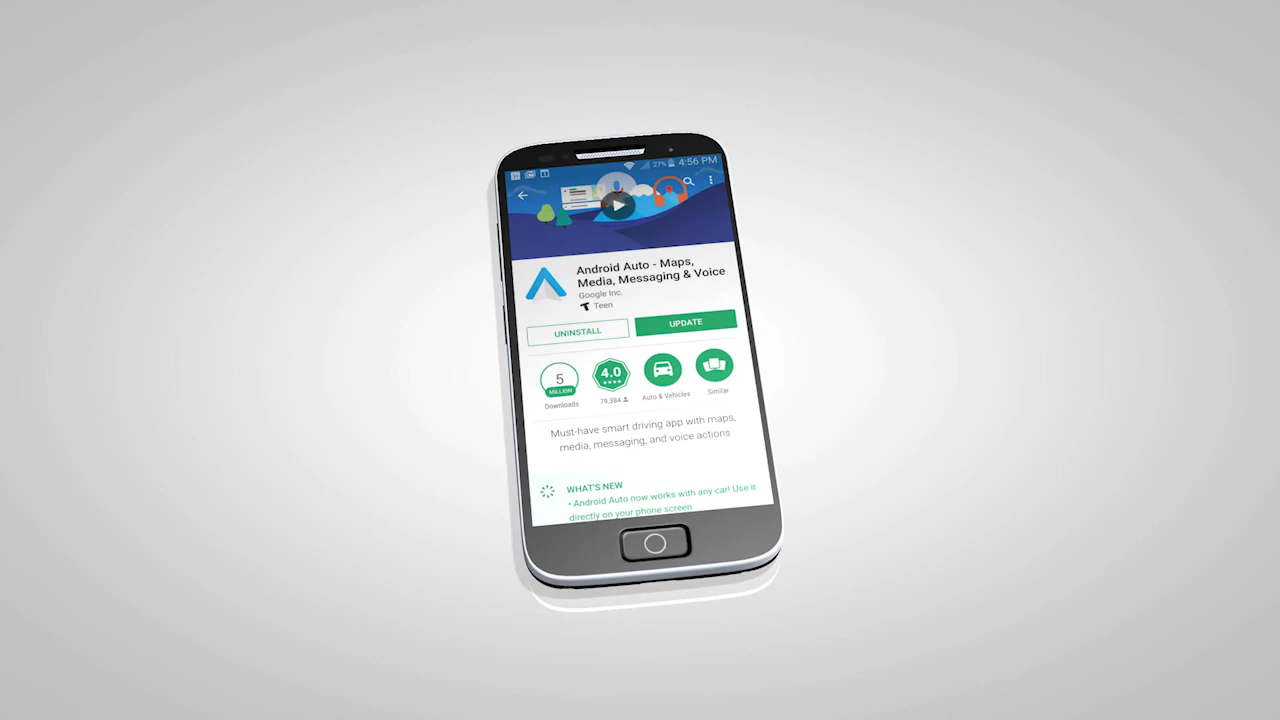 27% 4:56 PM
Android Auto - Maps,
Media, Messaging & Voice
Google Inc.
T Teen
UNINSTALL
UPDATE
5
MILLION
Downloads
4.0
79,384
Auto & Vehicles
Similar
Must-have smart driving app with maps,
media, messaging, and voice actions
WHAT'S NEW
• Android Auto now works with any car! Use it
directly on your phone screen